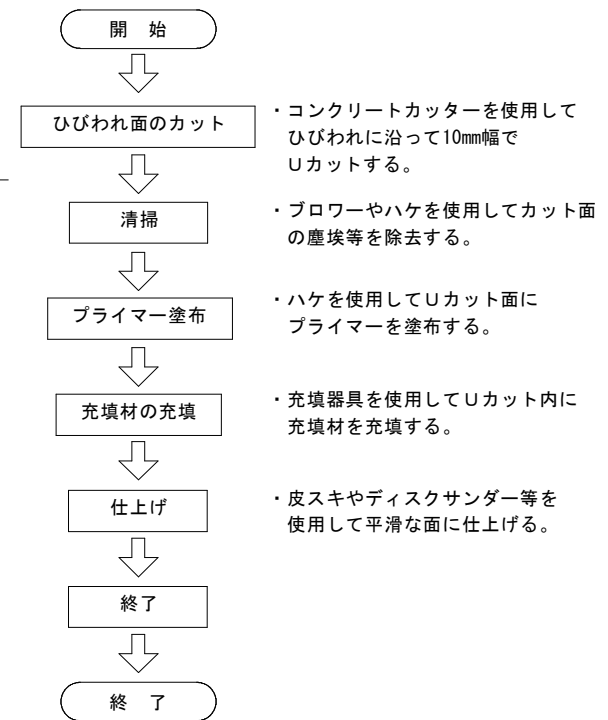 開 始
ひびわれ面のカット
・コンクリートカッターを使用して
ひびわれに沿って10mm幅で
Uカットする。
清掃
・ブロワーやハケを使用してカット面
の塵埃等を除去する。
プライマー塗布
・ハケを使用してUカット面に
プライマーを塗布する。
充填材の充填
・充填器具を使用してUカット内に
充填材を充填する。
仕上げ
・皮スキやディスクサンダー等を
使用して平滑な面に仕上げる。
終了
終 了